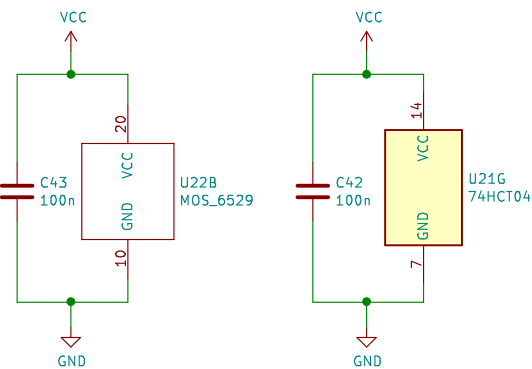 VCC
20
VCC
C43
100n
U22B
MOS_6529
GND
10
GND
VCC
14
VCC
C42
100n
U21G
74HCT04
GND
7
GND